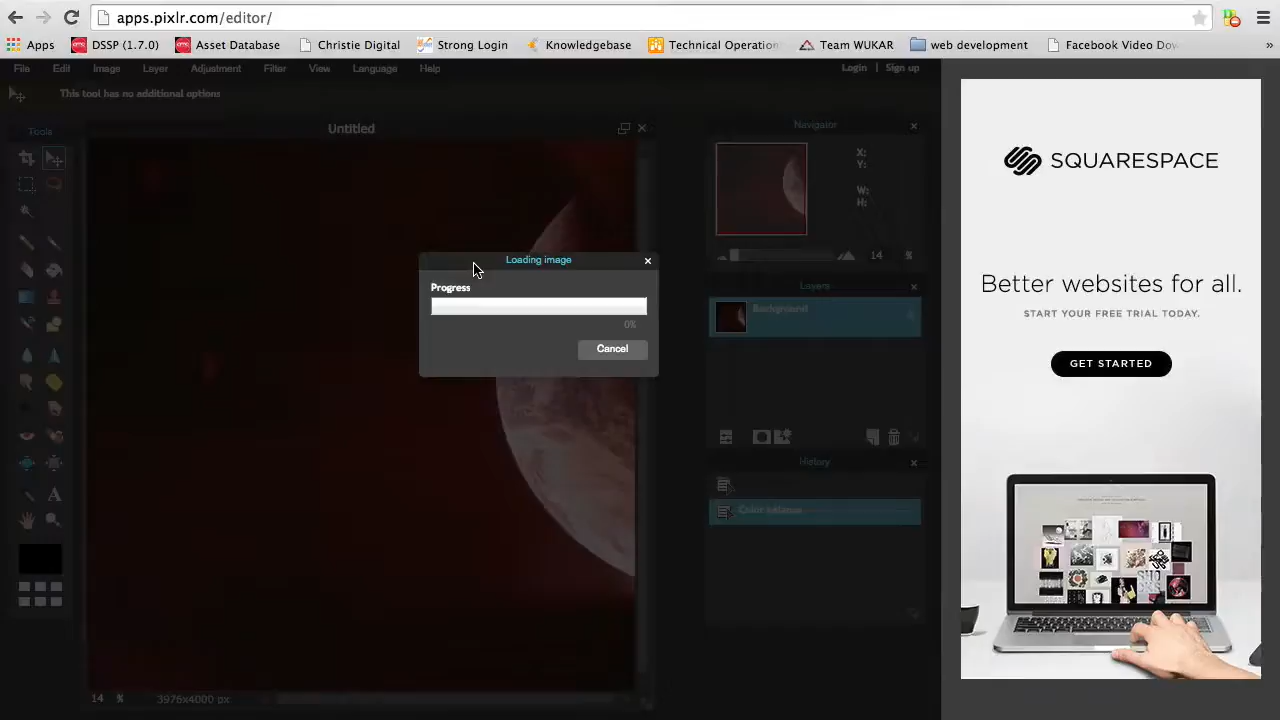 apps.pixlr.com/editor/
Apps DSSP (1.7.0) Asset Database Christie Digital Strong Login Knowledgebase Technical Operation Team WUKAR web development Facebook Video Dow »
File Edit Image Layer Adjustment Filter View Language Help Login | Sign up
This tool has no additional options
Tools
Untitled
Navigator
X:
Y:
W:
H:
14 %
Loading image
Progress
0%
Cancel
Layers
Background
History
Color balance
A
14 % 3976x4000 px
SQUARESPACE
Better websites for all.
START YOUR FREE TRIAL TODAY.
GET STARTED